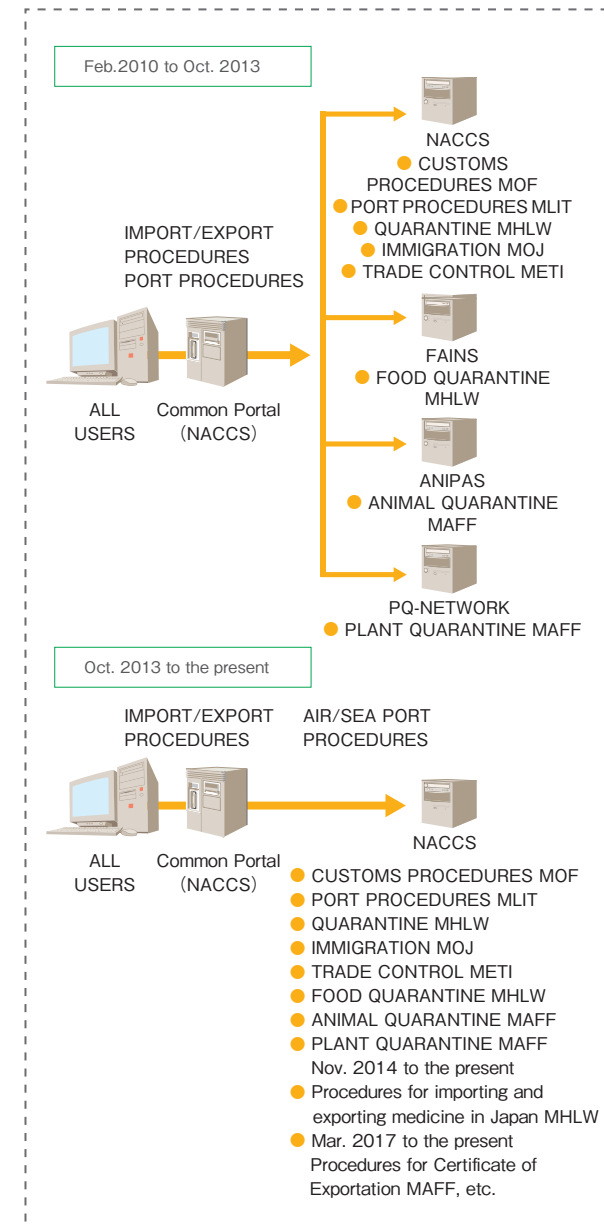 Feb.2010 to Oct. 2013
IMPORT/EXPORT
PROCEDURES
PORT PROCEDURES
ALL
USERS
Common Portal
(NACCS)
NACCS
● CUSTOMS
PROCEDURES MOF
● PORT PROCEDURES MLIT
● QUARANTINE MHLW
● IMMIGRATION MOJ
● TRADE CONTROL METI
FAINS
● FOOD QUARANTINE
MHLW
ANIPAS
● ANIMAL QUARANTINE
MAFF
PQ-NETWORK
● PLANT QUARANTINE MAFF
Oct. 2013 to the present
IMPORT/EXPORT
PROCEDURES
AIR/SEA PORT
PROCEDURES
ALL
USERS
Common Portal
(NACCS)
NACCS
● CUSTOMS PROCEDURES MOF
● PORT PROCEDURES MLIT
● QUARANTINE MHLW
● IMMIGRATION MOJ
● TRADE CONTROL METI
● FOOD QUARANTINE MHLW
● ANIMAL QUARANTINE MAFF
● PLANT QUARANTINE MAFF
Nov. 2014 to the present
● Procedures for importing and
exporting medicine in Japan MHLW
● Mar. 2017 to the present
Procedures for Certificate of
Exportation MAFF, etc.